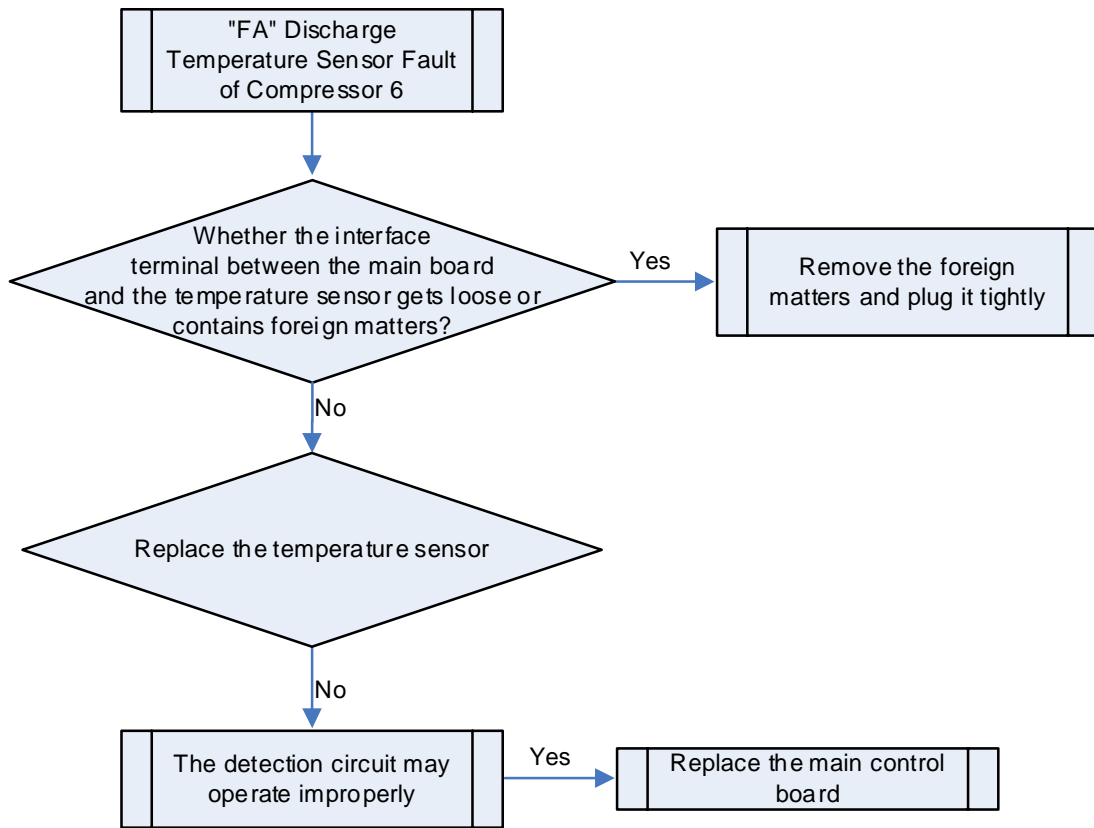 "FA" Discharge
Temperature Sensor Fault
of Compressor 6
Whether the interface
terminal between the main board
and the temperature sensor gets loose or
contains foreign matters?
Yes
Remove the foreign
matters and plug it tightly
No
Replace the temperature sensor
No
The detection circuit may
operate improperly
Yes
Replace the main control
board